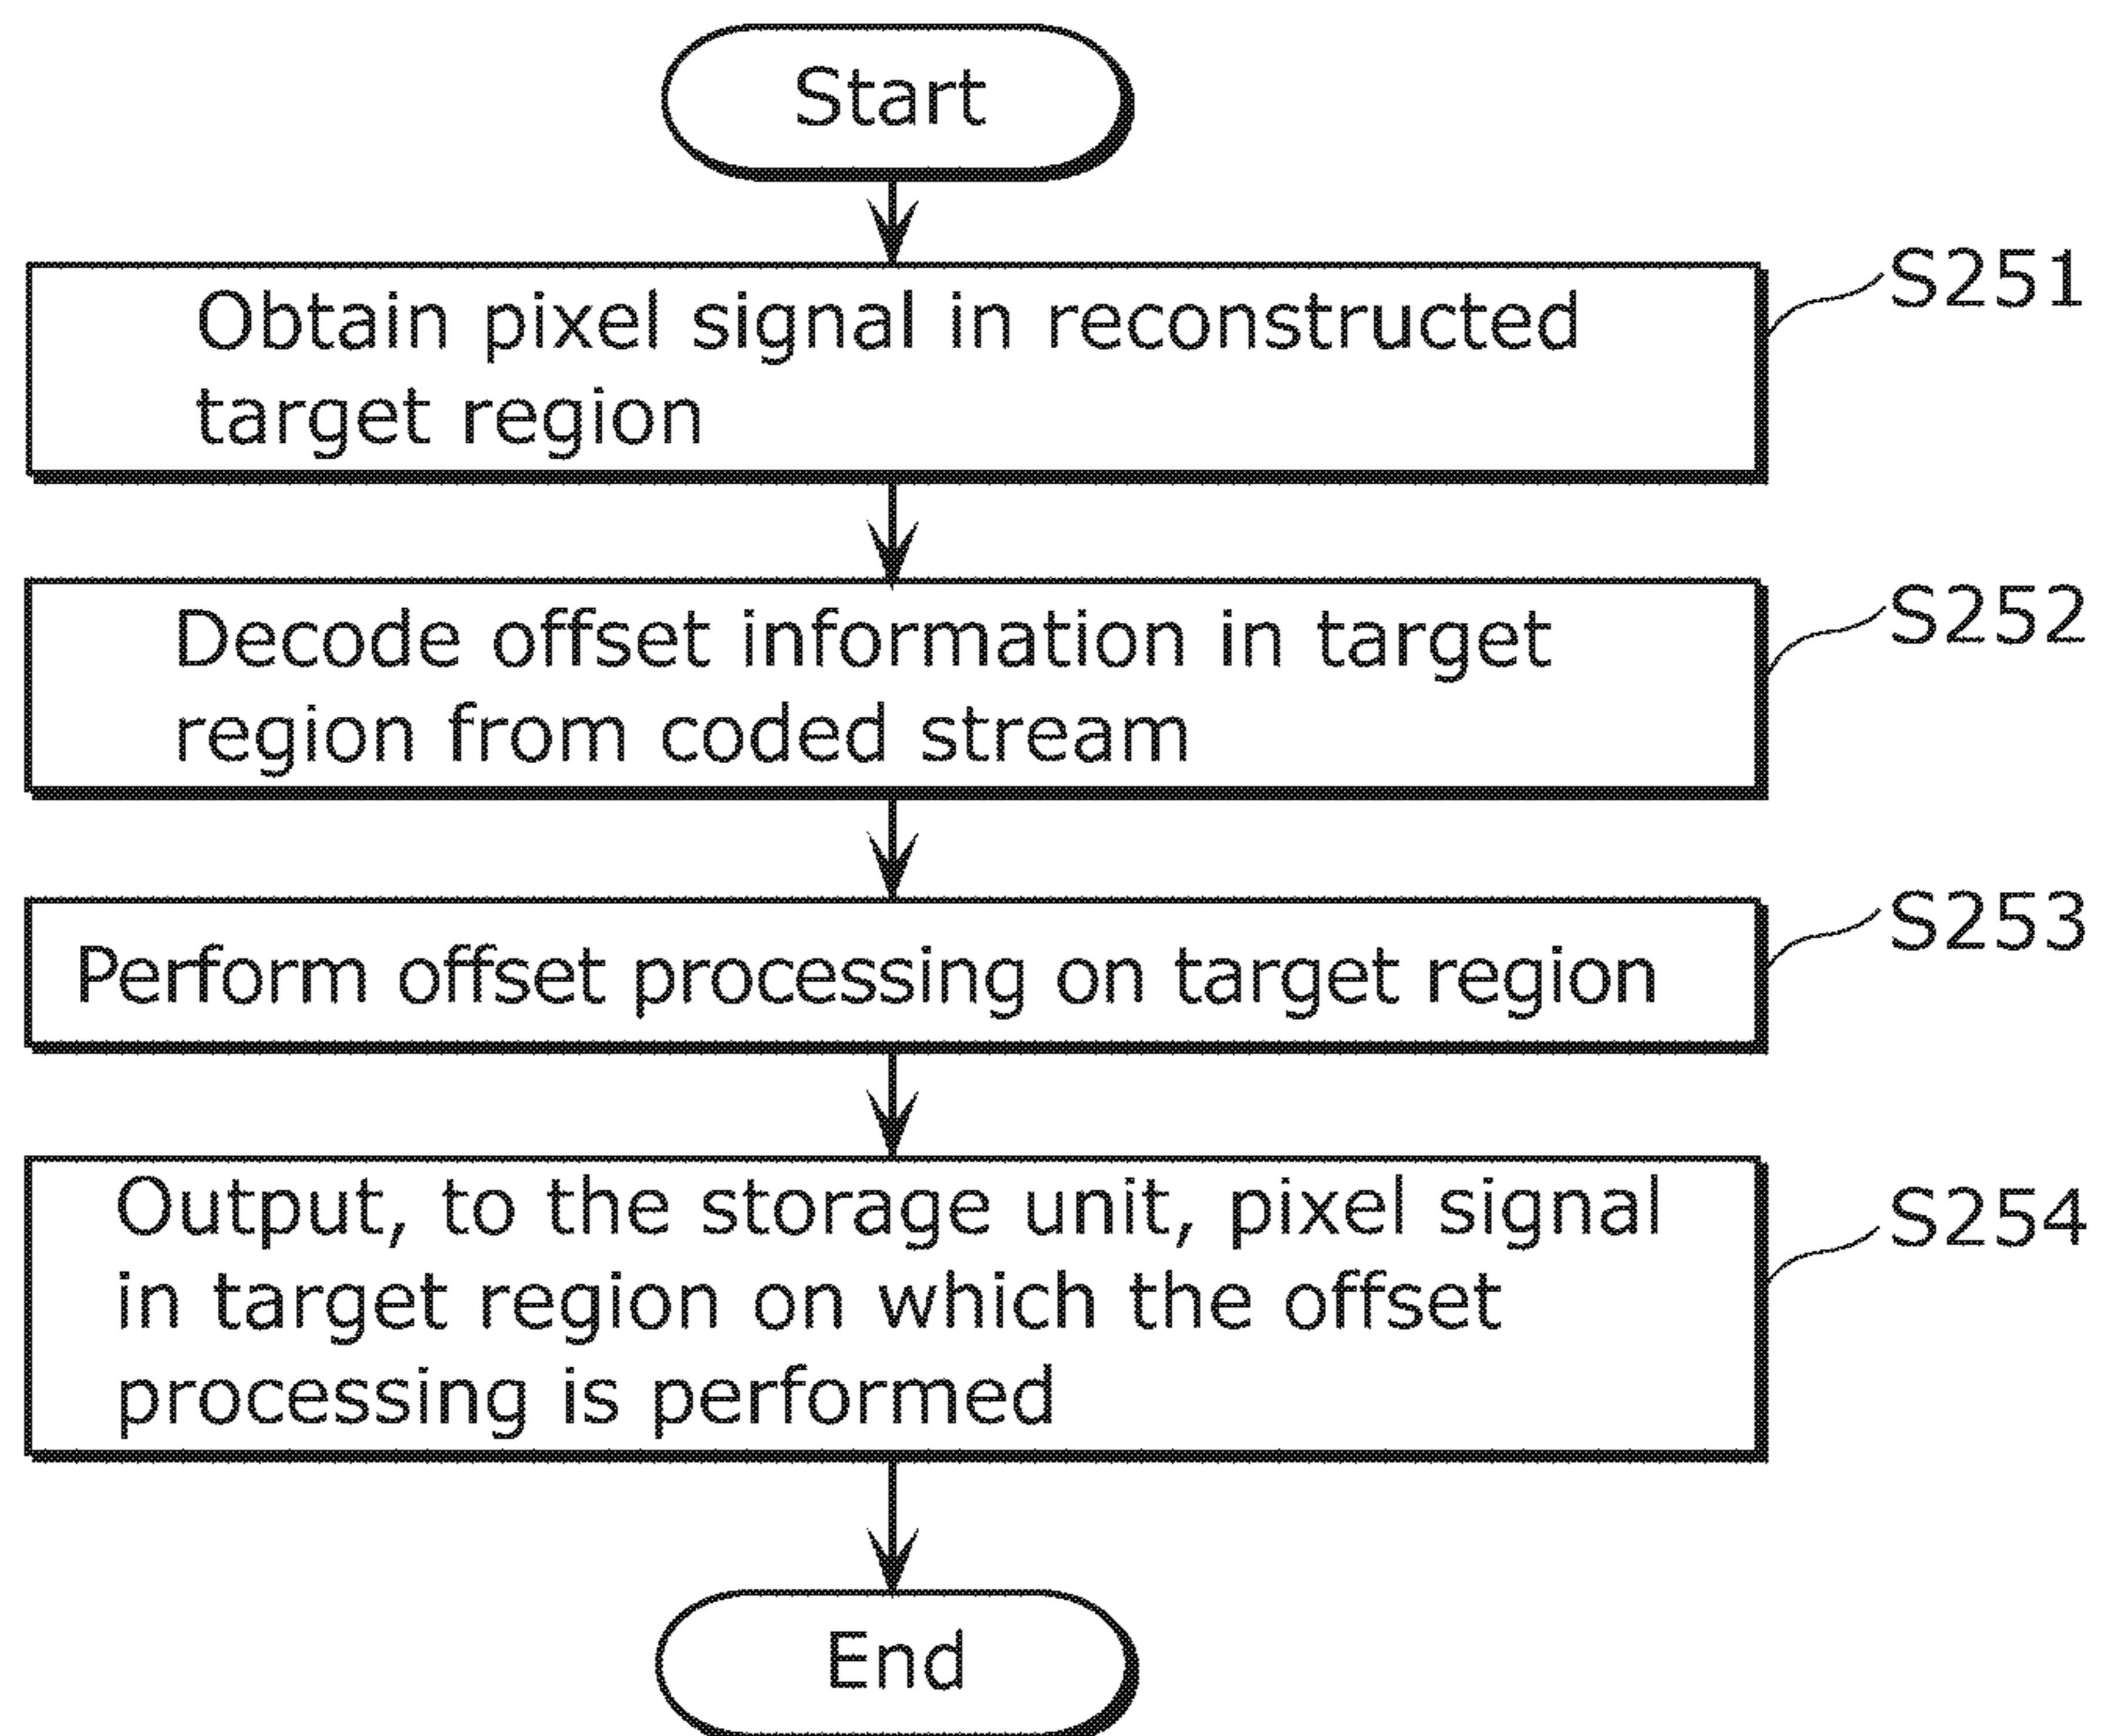 Start
S251
Obtain pixel signal in reconstructed
target region
S252
Decode offset information in target
region from coded stream
S253
Perform offset processing on target region
S254
Output, to the storage unit, pixel signal
in target region on which the offset
processing is performed
End